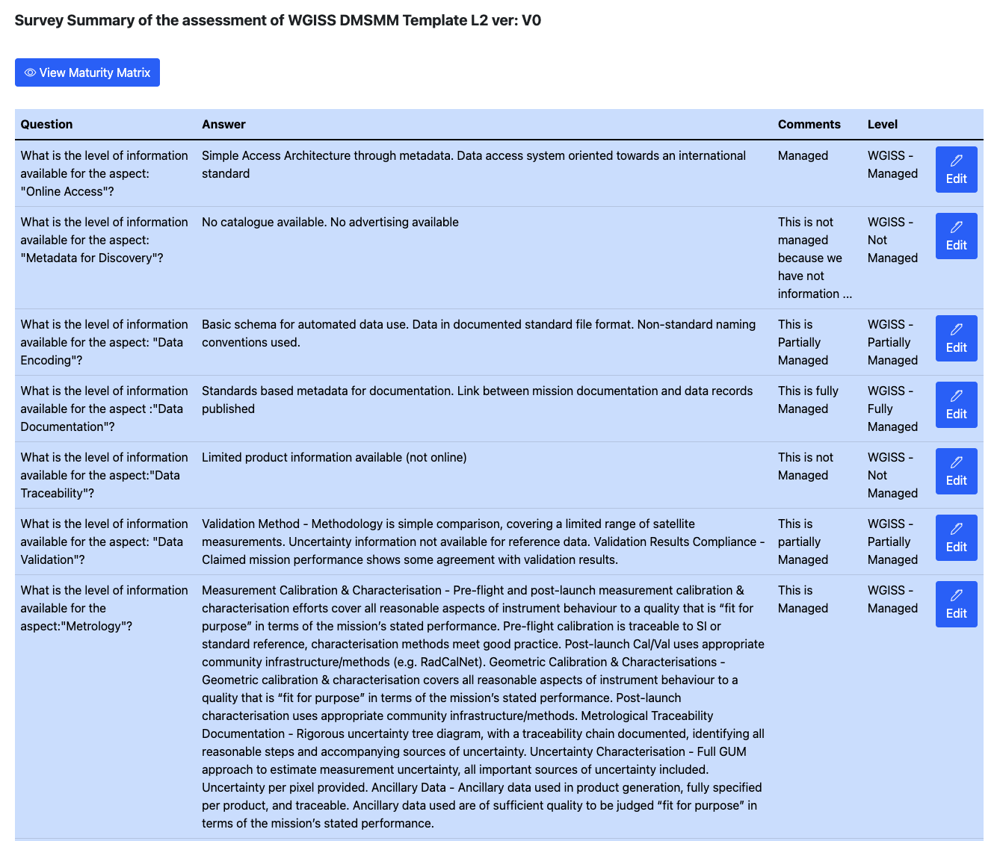 Survey Summary of the assessment of WGISS DMSMM Template L2 ver: V0
View Maturity Matrix
Question
Answer
Comments
Level
What is the level of information
available for the aspect:
"Online Access"?
Simple Access Architecture through metadata. Data access system oriented towards an international
standard
Managed
WGISS -
Managed
Edit
What is the level of information
available for the aspect:
"Metadata for Discovery"?
No catalogue available. No advertising available
This is not
managed
because we
have not
information ...
WGISS -
Not
Managed
Edit
What is the level of information
available for the aspect: "Data
Encoding"?
Basic schema for automated data use. Data in documented standard file format. Non-standard naming
conventions used.
This is
Partially
Managed
WGISS -
Partially
Managed
Edit
What is the level of information
available for the aspect :"Data
Documentation"?
Standards based metadata for documentation. Link between mission documentation and data records
published
This is fully
Managed
WGISS -
Fully
Managed
Edit
What is the level of information
available for the aspect:"Data
Traceability"?
Limited product information available (not online)
This is not
Managed
WGISS -
Not
Managed
Edit
What is the level of information
available for the aspect: "Data
Validation"?
Validation Method - Methodology is simple comparison, covering a limited range of satellite
measurements. Uncertainty information not available for reference data. Validation Results Compliance -
Claimed mission performance shows some agreement with validation results.
This is
partially
Managed
WGISS -
Partially
Managed
Edit
What is the level of information
available for the
aspect:"Metrology"?
Measurement Calibration & Characterisation - Pre-flight and post-launch measurement calibration &
characterisation efforts cover all reasonable aspects of instrument behaviour to a quality that is “fit for
purpose” in terms of the mission’s stated performance. Pre-flight calibration is traceable to SI or
standard reference, characterisation methods meet good practice. Post-launch Cal/Val uses appropriate
community infrastructure/methods (e.g. RadCalNet). Geometric Calibration & Characterisations -
Geometric calibration & characterisation covers all reasonable aspects of instrument behaviour to a
quality that is “fit for purpose” in terms of the mission’s stated performance. Post-launch
characterisation uses appropriate community infrastructure/methods. Metrological Traceability
Documentation - Rigorous uncertainty tree diagram, with a traceability chain documented, identifying all
reasonable steps and accompanying sources of uncertainty. Uncertainty Characterisation - Full GUM
approach to estimate measurement uncertainty, all important sources of uncertainty included.
Uncertainty per pixel provided. Ancillary Data - Ancillary data used in product generation, fully specified
per product, and traceable. Ancillary data used are of sufficient quality to be judged “fit for purpose” in
terms of the mission’s stated performance.
This is
Managed
WGISS -
Managed
Edit